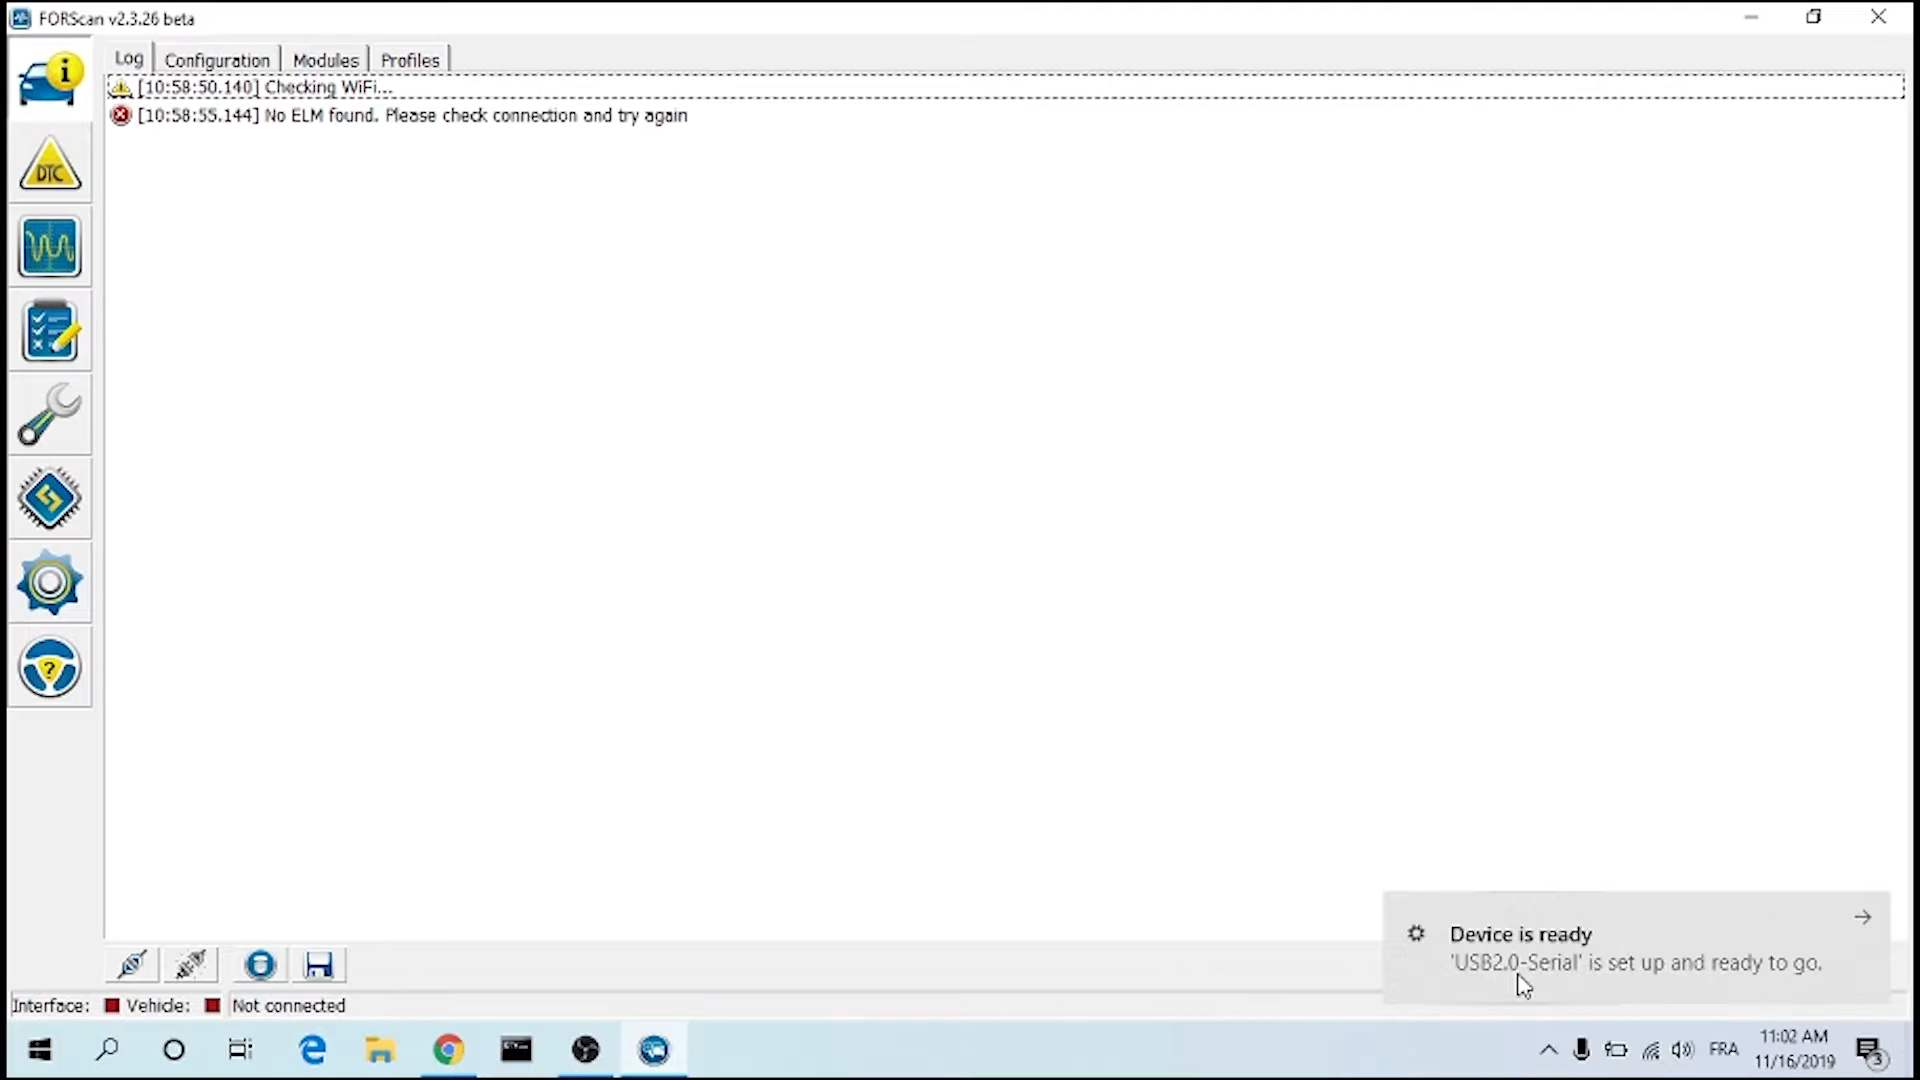 FORScan v2.3.26 beta
Log Configuration Modules Profiles
[10:58:50.140] Checking WiFi...
[10:58:55.144] No ELM found. Please check connection and try again
i
DTC
?
Device is ready
'USB2.0-Serial' is set up and ready to go.
Interface: Vehicle: Not connected
FRA
11:02 AM
11/16/2019
3